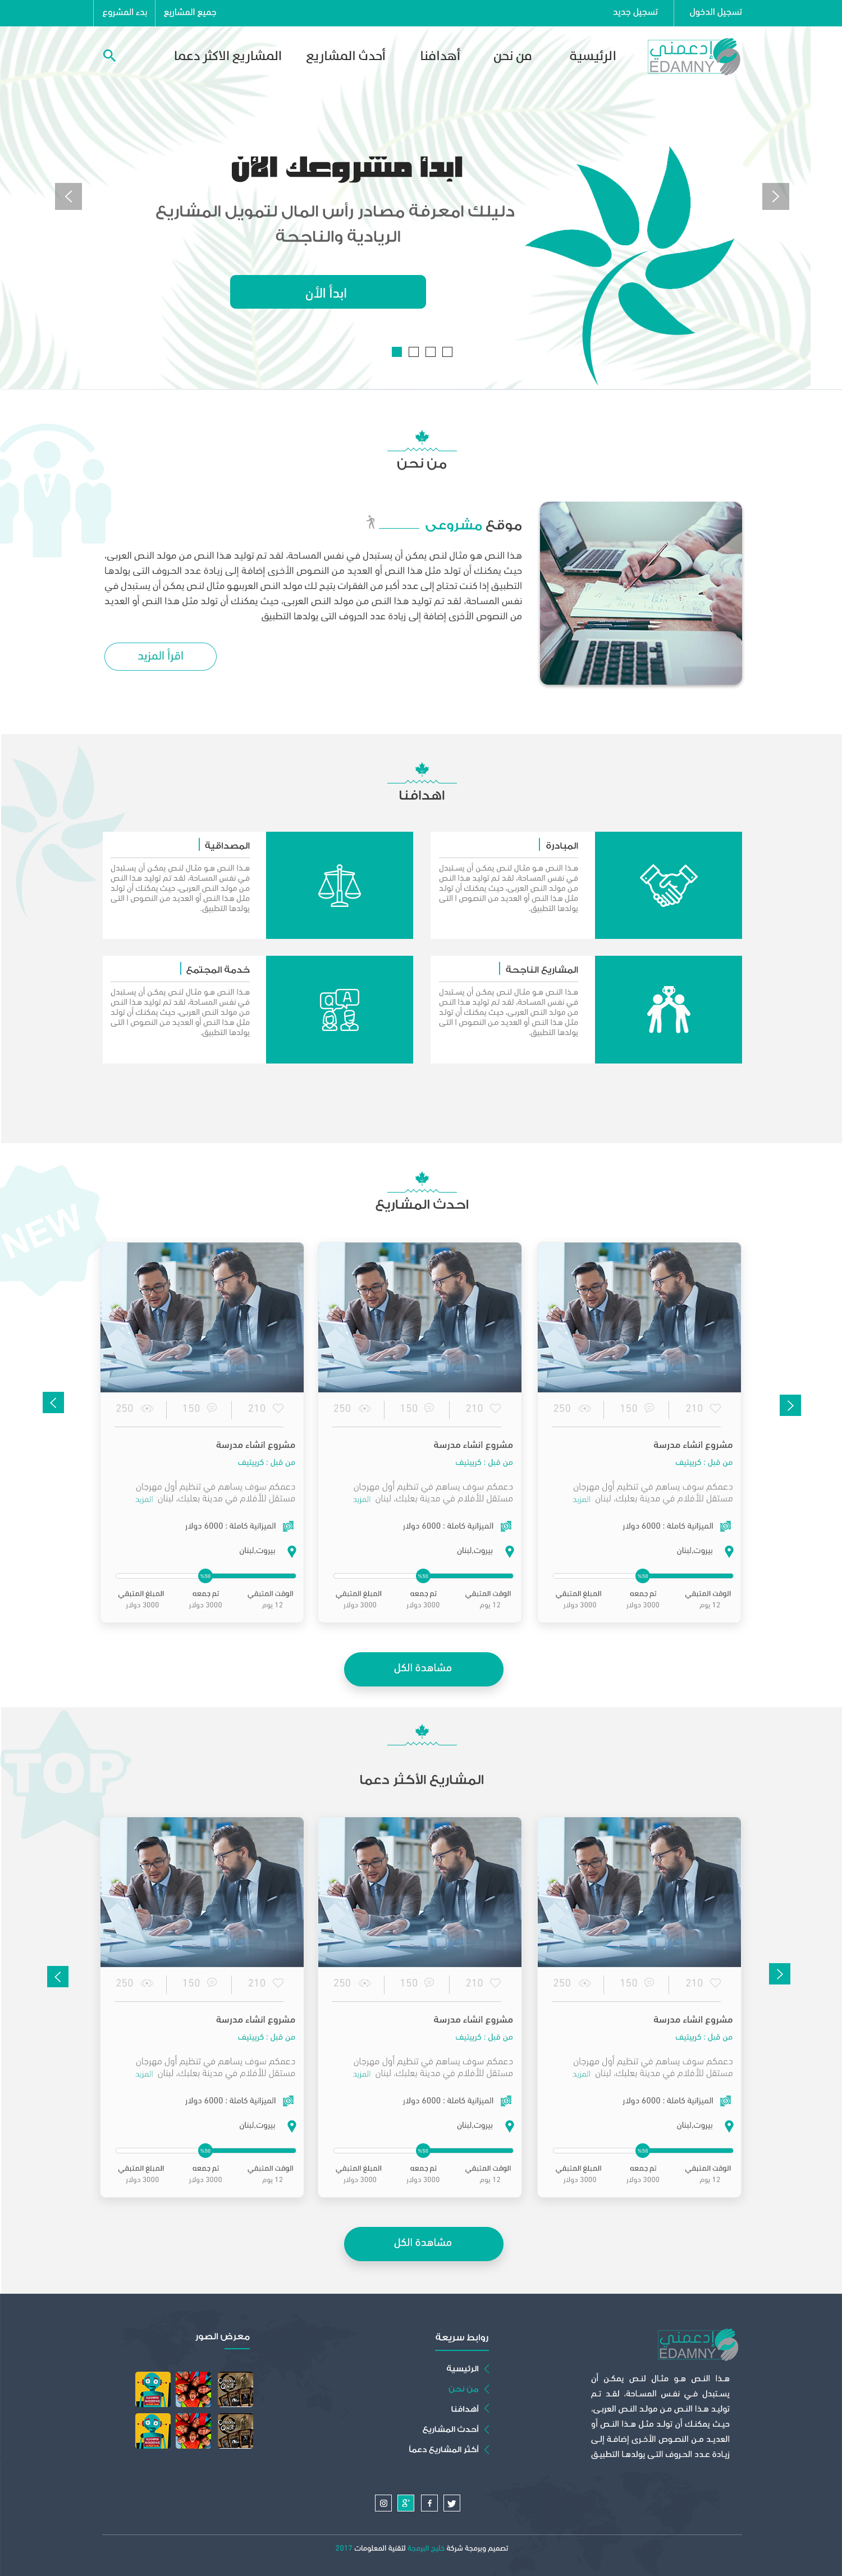 تسجيل الدخول
تسجيل جديد
جميع المشاريع
بدء المشروع
إدعمني
EDAMNY
الرئيسية
من نحن
أهدافنا
أحدث المشاريع
المشاريع الاكثر دعما
ابدأ مشروعك الآن
دليلك امعرفة مصادر رأس المال لتمويل المشاريع
الريادية والناجحة
ابدأ الأن
من نحن
موقع مشروعى
هذا النص هو مثال لنص يمكن أن يستبدل في نفس المساحة، لقد تم توليد هذا النص من مولد النص العربى،
حيث يمكنك أن تولد مثل هذا النص أو العديد من النصوص الأخرى إضافة إلى زيادة عدد الحروف التى يولدها
التطبيق إذا كنت تحتاج إلى عدد أكبر من الفقرات يتيح لك مولد النص العربىهو مثال لنص يمكن أن يستبدل في
نفس المساحة، لقد تم توليد هذا النص من مولد النص العربى، حيث يمكنك أن تولد مثل هذا النص أو العديد
من النصوص الأخرى إضافة إلى زيادة عدد الحروف التى يولدها التطبيق
اقرأ المزيد
اهدافنا
المبادرة
هذا النص هو مثال لنص يمكن أن يستبدل
في نفس المساحة، لقد تم توليد هذا النص
من مولد النص العربى، حيث يمكنك أن تولد
مثل هذا النص أو العديد من النصوص ا التى
يولدها التطبيق.
المصداقية
هذا النص هو مثال لنص يمكن أن يستبدل
في نفس المساحة، لقد تم توليد هذا النص
من مولد النص العربى، حيث يمكنك أن تولد
مثل هذا النص أو العديد من النصوص ا التى
يولدها التطبيق.
المشاريع الناجحة
هذا النص هو مثال لنص يمكن أن يستبدل
في نفس المساحة، لقد تم توليد هذا النص
من مولد النص العربى، حيث يمكنك أن تولد
مثل هذا النص أو العديد من النصوص ا التى
يولدها التطبيق.
خدمة المجتمع
Q A
هذا النص هو مثال لنص يمكن أن يستبدل
في نفس المساحة، لقد تم توليد هذا النص
من مولد النص العربى، حيث يمكنك أن تولد
مثل هذا النص أو العديد من النصوص ا التى
يولدها التطبيق.
NEW
احدث المشاريع
210 150 250
مشروع انشاء مدرسة
من قبل : كرييتيف
دعمكم سوف يساهم في تنظيم أول مهرجان
مستقل للأفلام في مدينة بعلبك، لبنان المزيد
الميزانية كاملة : 6000 دولار
بيروت,لبنان
%50
الوقت المتبقي تم جمعه المبلغ المتبقي
12 يوم 3000 دولار 3000 دولار
210 150 250
مشروع انشاء مدرسة
من قبل : كرييتيف
دعمكم سوف يساهم في تنظيم أول مهرجان
مستقل للأفلام في مدينة بعلبك، لبنان المزيد
الميزانية كاملة : 6000 دولار
بيروت,لبنان
%50
الوقت المتبقي تم جمعه المبلغ المتبقي
12 يوم 3000 دولار 3000 دولار
210 150 250
مشروع انشاء مدرسة
من قبل : كرييتيف
دعمكم سوف يساهم في تنظيم أول مهرجان
مستقل للأفلام في مدينة بعلبك، لبنان المزيد
الميزانية كاملة : 6000 دولار
بيروت,لبنان
%50
الوقت المتبقي تم جمعه المبلغ المتبقي
12 يوم 3000 دولار 3000 دولار
مشاهدة الكل
TOP
المشاريع الأكثر دعما
210 150 250
مشروع انشاء مدرسة
من قبل : كرييتيف
دعمكم سوف يساهم في تنظيم أول مهرجان
مستقل للأفلام في مدينة بعلبك، لبنان المزيد
الميزانية كاملة : 6000 دولار
بيروت,لبنان
%50
الوقت المتبقي تم جمعه المبلغ المتبقي
12 يوم 3000 دولار 3000 دولار
210 150 250
مشروع انشاء مدرسة
من قبل : كرييتيف
دعمكم سوف يساهم في تنظيم أول مهرجان
مستقل للأفلام في مدينة بعلبك، لبنان المزيد
الميزانية كاملة : 6000 دولار
بيروت,لبنان
%50
الوقت المتبقي تم جمعه المبلغ المتبقي
12 يوم 3000 دولار 3000 دولار
210 150 250
مشروع انشاء مدرسة
من قبل : كرييتيف
دعمكم سوف يساهم في تنظيم أول مهرجان
مستقل للأفلام في مدينة بعلبك، لبنان المزيد
الميزانية كاملة : 6000 دولار
بيروت,لبنان
%50
الوقت المتبقي تم جمعه المبلغ المتبقي
12 يوم 3000 دولار 3000 دولار
مشاهدة الكل
إدعمني
EDAMNY
هذا النص هو مثال لنص يمكن أن
يستبدل في نفس المساحة، لقد تم
توليد هذا النص من مولد النص العربى،
حيث يمكنك أن تولد مثل هذا النص أو
العديد من النصوص الأخرى إضافة إلى
زيادة عدد الحروف التى يولدها التطبيق
روابط سريعة
الرئيسية
من نحن
أهدافنا
أحدث المشاريع
أكثر المشاريع دعماً
معرض الصور
تصميم وبرمجة شركة خليج البرمجة لتقنية المعلومات 2017